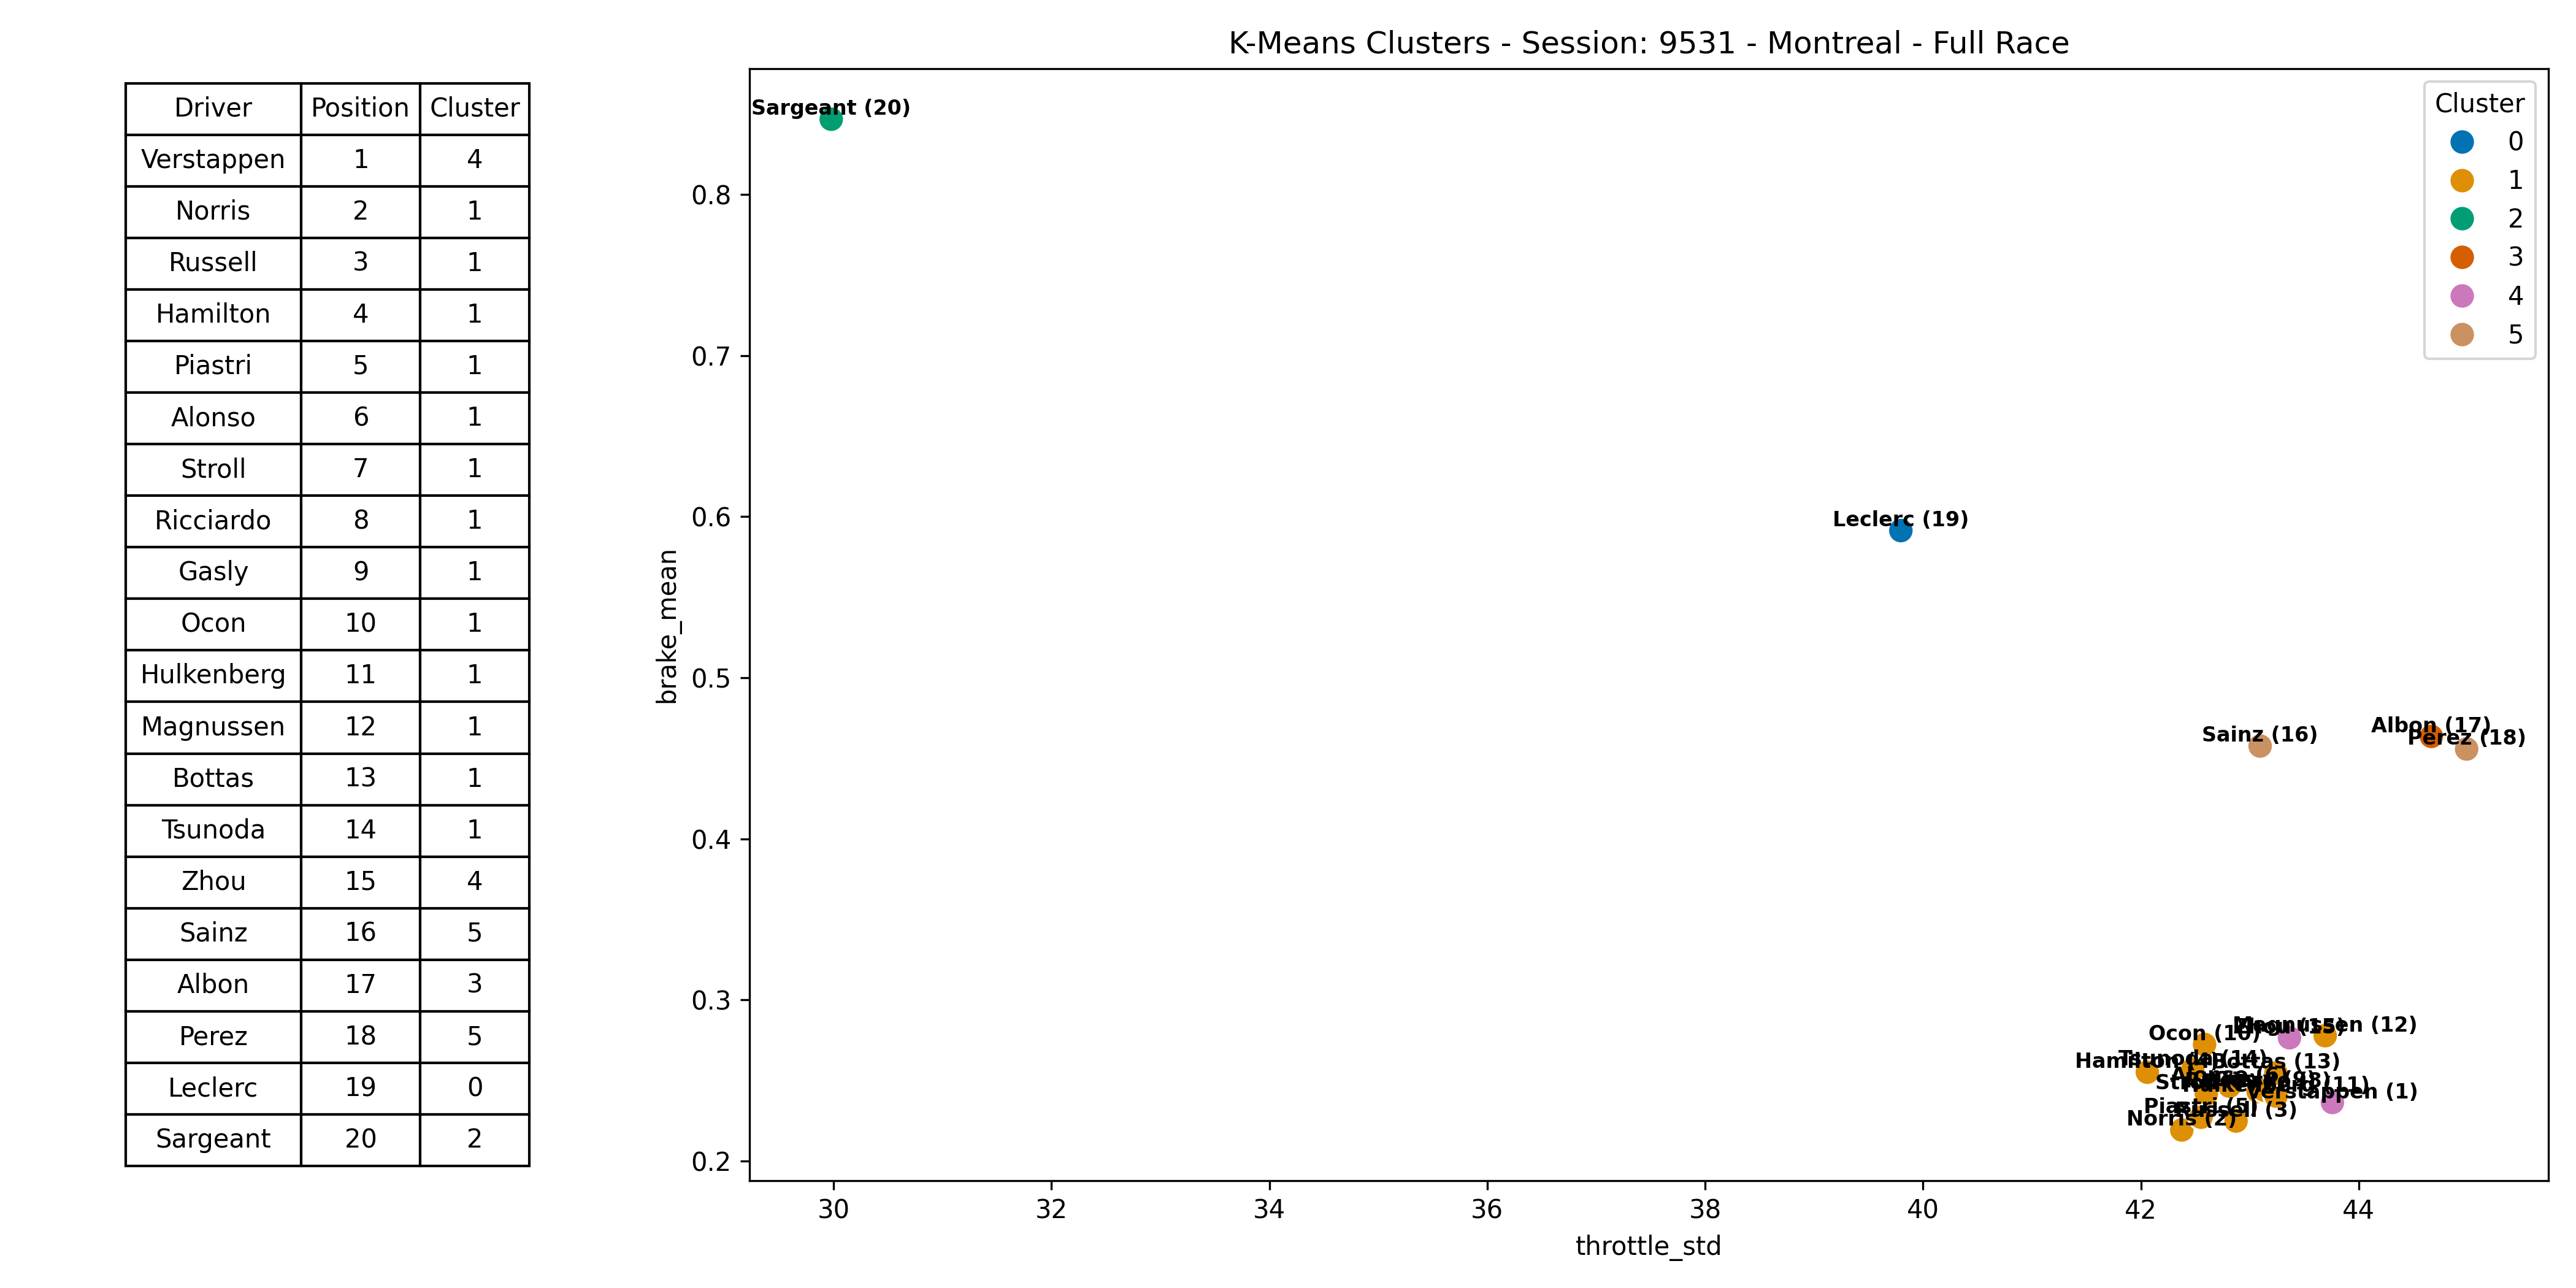 K-Means Clusters - Session: 9531 - Montreal - Full Race
Driver Position Cluster
Verstappen 1 4
Norris 2 1
Russell 3 1
Hamilton 4 1
Piastri 5 1
Alonso 6 1
Stroll 7 1
Ricciardo 8 1
Gasly 9 1
Ocon 10 1
Hulkenberg 11 1
Magnussen 12 1
Bottas 13 1
Tsunoda 14 1
Zhou 15 4
Sainz 16 5
Albon 17 3
Perez 18 5
Leclerc 19 0
Sargeant 20 2
brake_mean
0.8
0.7
0.6
0.5
0.4
0.3
0.2
Sargeant (20)
Leclerc (19)
Sainz (16)
Albon (17)
Perez (18)
Magnussen (12)
Ocon (10)
Tsunoda (14)
Hamilton (4)
Bottas (13)
Verstappen (1)
Piastri (5)
Russell (3)
Norris (2)
30 32 34 36 38 40 42 44
throttle_std
Cluster
0
1
2
3
4
5